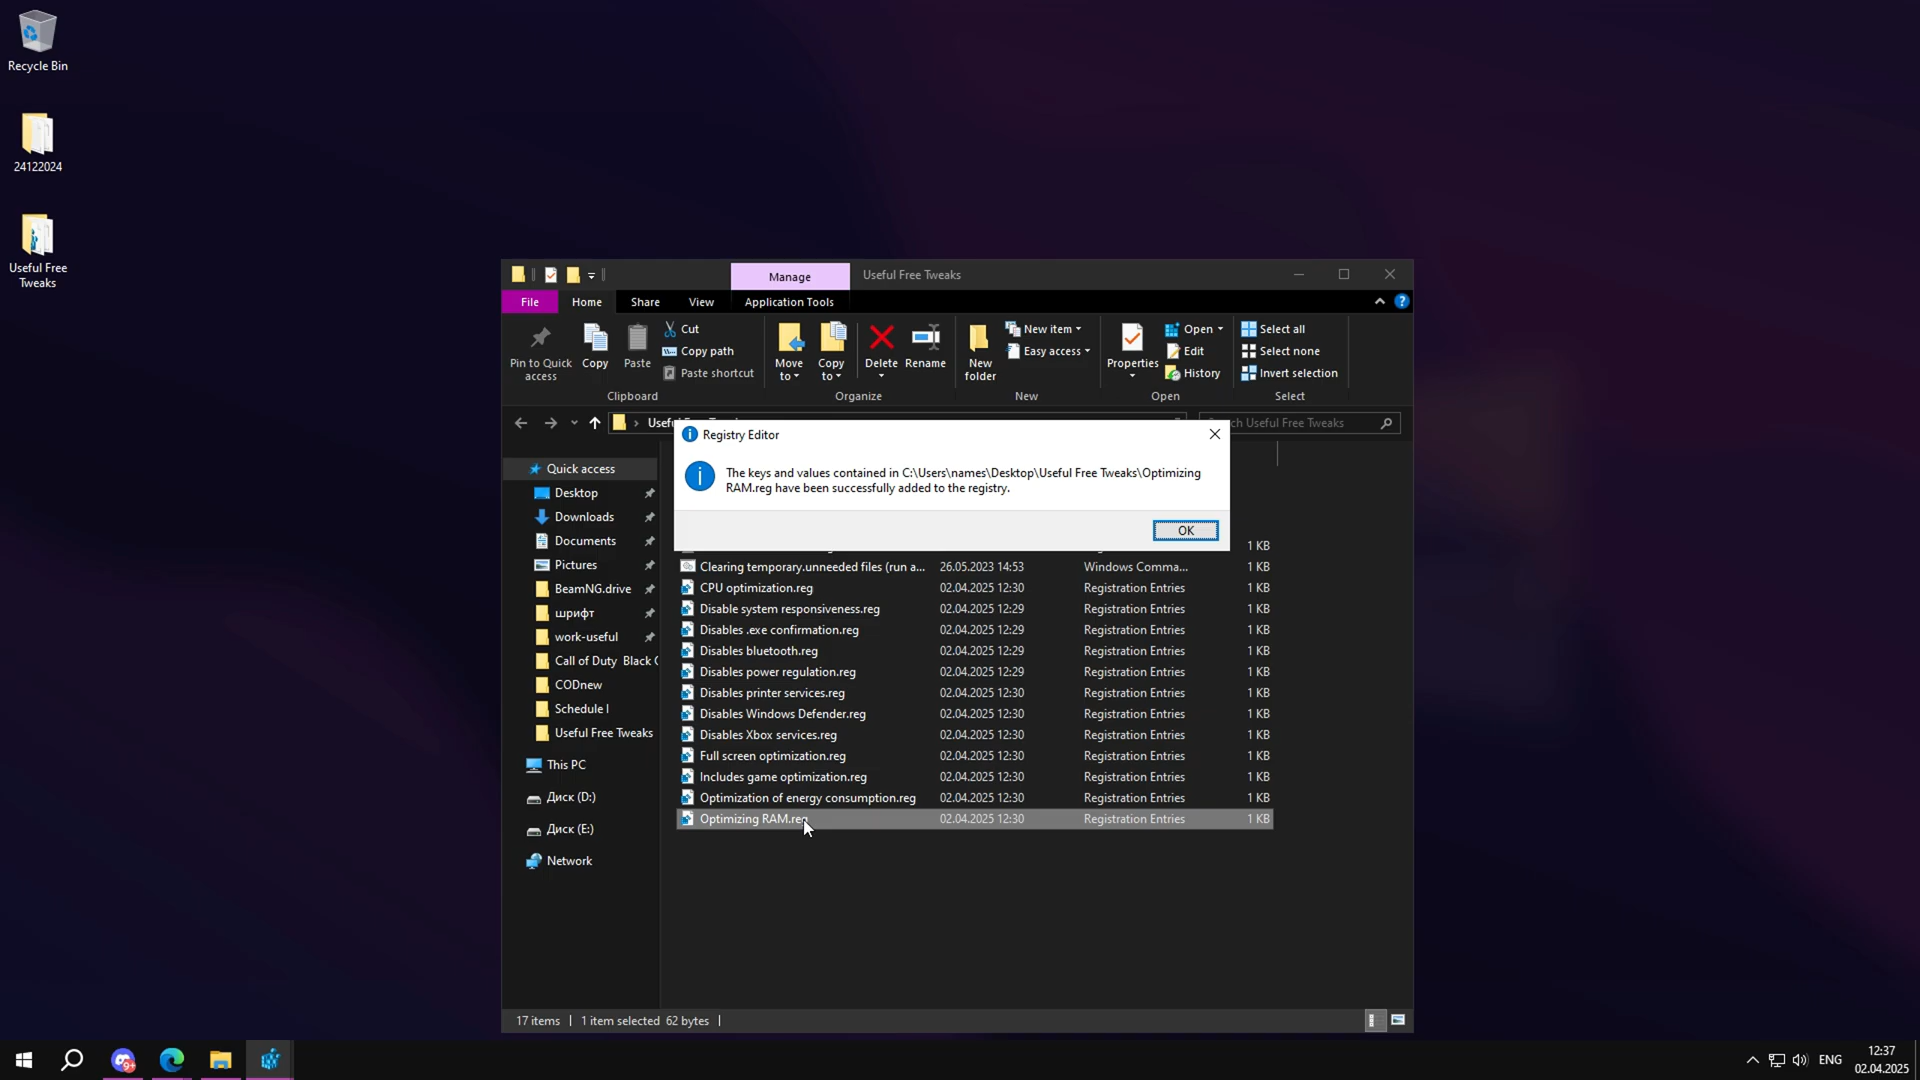 Recycle Bin
24122024
Useful Free
Tweaks
Manage
Useful Free Tweaks
File
Home
Share
View
Application Tools
Pin to Quick
access
Copy
Paste
Cut
Copy path
Paste shortcut
Clipboard
Move
to
Copy
to
Delete
Rename
Organize
New
folder
New item
Easy access
New
Properties
Open
Edit
History
Open
Select all
Select none
Invert selection
Select
ch Useful Free Tweaks
Registry Editor
The keys and values contained in C:\Users\names\Desktop\Useful Free Tweaks\Optimizing
RAM.reg have been successfully added to the registry.
OK
Quick access
Desktop
Downloads
Documents
Pictures
BeamNG.drive
шрифт
work-useful
Call of Duty Black
CODnew
Schedule I
Useful Free Tweaks
This PC
Диск (D:)
Диск (E:)
Network
1 KB
Clearing temporary.unneeded files (run a... 26.05.2023 14:53 Windows Comma... 1 KB
CPU optimization.reg 02.04.2025 12:30 Registration Entries 1 KB
Disable system responsiveness.reg 02.04.2025 12:29 Registration Entries 1 KB
Disables .exe confirmation.reg 02.04.2025 12:29 Registration Entries 1 KB
Disables bluetooth.reg 02.04.2025 12:29 Registration Entries 1 KB
Disables power regulation.reg 02.04.2025 12:29 Registration Entries 1 KB
Disables printer services.reg 02.04.2025 12:30 Registration Entries 1 KB
Disables Windows Defender.reg 02.04.2025 12:30 Registration Entries 1 KB
Disables Xbox services.reg 02.04.2025 12:30 Registration Entries 1 KB
Full screen optimization.reg 02.04.2025 12:30 Registration Entries 1 KB
Includes game optimization.reg 02.04.2025 12:30 Registration Entries 1 KB
Optimization of energy consumption.reg 02.04.2025 12:30 Registration Entries 1 KB
Optimizing RAM.reg 02.04.2025 12:30 Registration Entries 1 KB
17 items
1 item selected 62 bytes
9+
ENG
12:37
02.04.2025